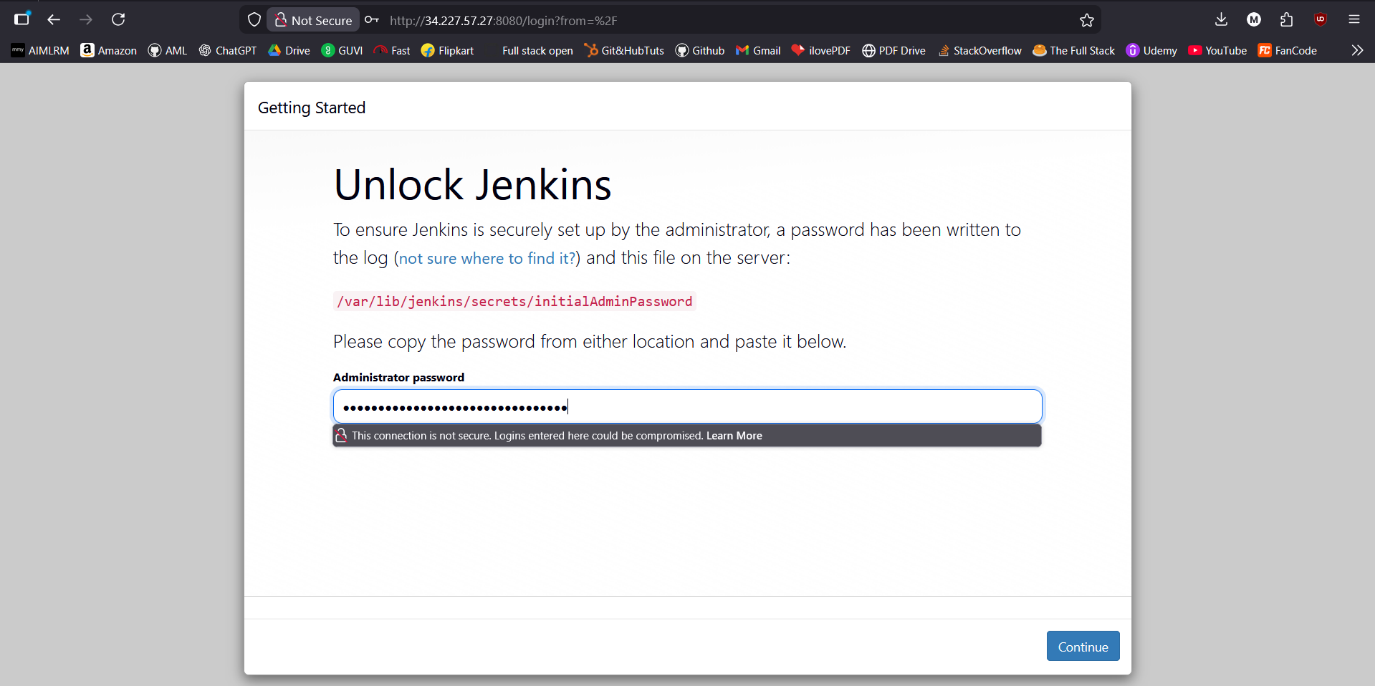 Not Secure http://34.227.57.27:8080/login?from=%2F M
AIMLRM a Amazon AML ChatGPT Drive 8 GUVI Fast Flipkart Full stack open Git&HubTuts Github Gmail ilovePDF PDF Drive StackOverflow The Full Stack Udemy YouTube FC FanCode
Getting Started
Unlock Jenkins
To ensure Jenkins is securely set up by the administrator, a password has been written to
the log (not sure where to find it?) and this file on the server:
/var/lib/jenkins/secrets/initialAdminPassword
Please copy the password from either location and paste it below.
Administrator password
••••••••••••••••••••••••••••••••
This connection is not secure. Logins entered here could be compromised. Learn More
Continue